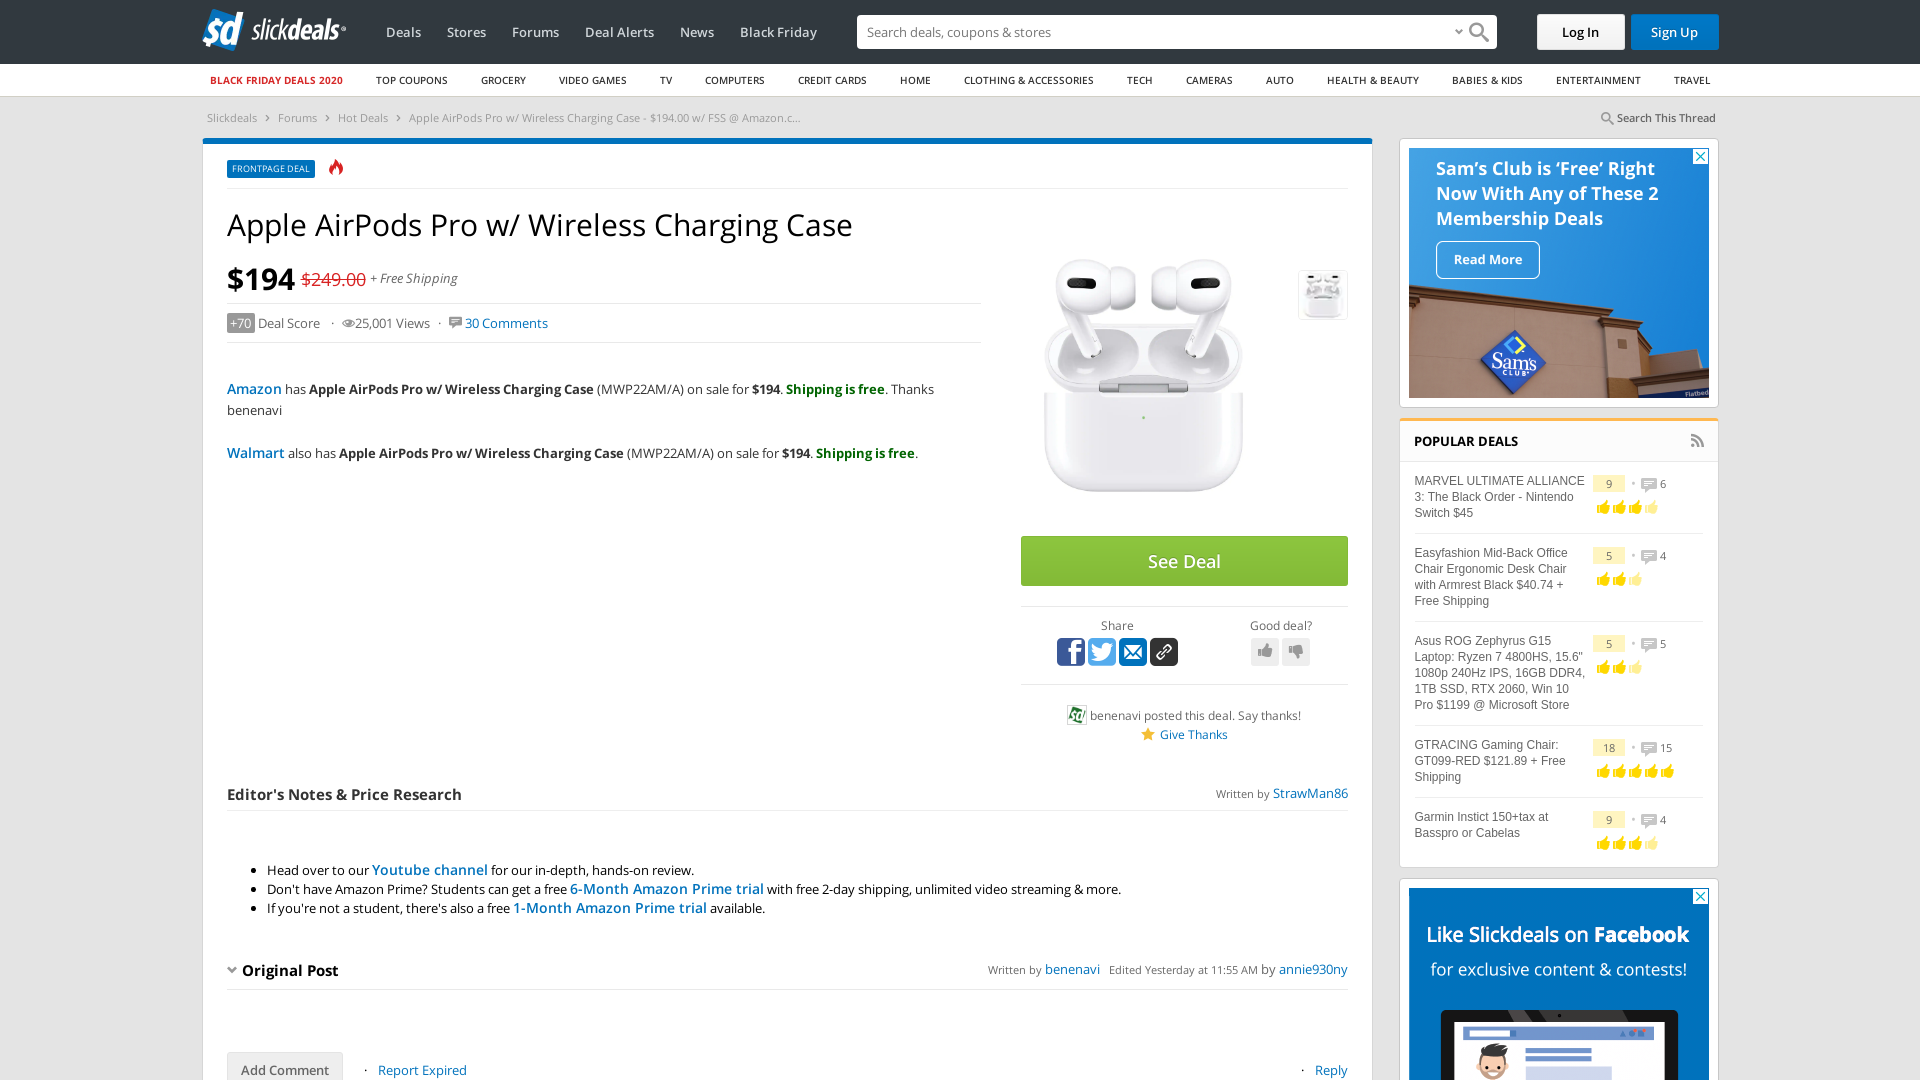 slickdeals
Deals
Stores
Forums
Deal Alerts
News
Black Friday
Search deals, coupons & stores
Log In
Sign Up
BLACK FRIDAY DEALS 2020
TOP COUPONS
GROCERY
VIDEO GAMES
TV
COMPUTERS
CREDIT CARDS
HOME
CLOTHING & ACCESSORIES
TECH
CAMERAS
AUTO
HEALTH & BEAUTY
BABIES & KIDS
ENTERTAINMENT
TRAVEL
Slickdeals > Forums > Hot Deals > Apple AirPods Pro w/ Wireless Charging Case - $194.00 w/ FSS @ Amazon.c...
Search This Thread
FRONTPAGE DEAL
Apple AirPods Pro w/ Wireless Charging Case
$194 $249.00 + Free Shipping
+70 Deal Score · 25,001 Views · 30 Comments
Amazon has Apple AirPods Pro w/ Wireless Charging Case (MWP22AM/A) on sale for $194. Shipping is free. Thanks
benenavi
Walmart also has Apple AirPods Pro w/ Wireless Charging Case (MWP22AM/A) on sale for $194. Shipping is free.
See Deal
Share
Good deal?
benenavi posted this deal. Say thanks!
Give Thanks
Editor's Notes & Price Research
Written by StrawMan86
• Head over to our Youtube channel for our in-depth, hands-on review.
• Don't have Amazon Prime? Students can get a free 6-Month Amazon Prime trial with free 2-day shipping, unlimited video streaming & more.
• If you're not a student, there's also a free 1-Month Amazon Prime trial available.
Original Post
Written by benenavi Edited Yesterday at 11:55 AM by annie930ny
Add Comment
· Report Expired
· Reply
Sam's Club is 'Free' Right
Now With Any of These 2
Membership Deals
Read More
Sam's
CLUB
Flatbed
POPULAR DEALS
MARVEL ULTIMATE ALLIANCE
3: The Black Order - Nintendo
Switch $45
9 • 6
Easyfashion Mid-Back Office
Chair Ergonomic Desk Chair
with Armrest Black $40.74 +
Free Shipping
5 • 4
Asus ROG Zephyrus G15
Laptop: Ryzen 7 4800HS, 15.6"
1080p 240Hz IPS, 16GB DDR4,
1TB SSD, RTX 2060, Win 10
Pro $1199 @ Microsoft Store
5 • 5
GTRACING Gaming Chair:
GT099-RED $121.89 + Free
Shipping
18 • 15
Garmin Instict 150+tax at
Basspro or Cabelas
9 • 4
Like Slickdeals on Facebook
for exclusive content & contests!